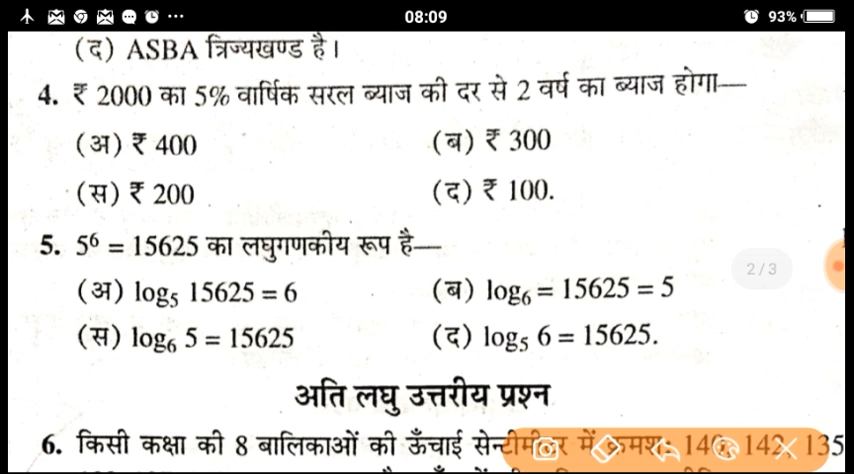 08:09
93%
(द) ASBA त्रिज्यखण्ड है।
4. ₹ 2000 का 5% वार्षिक सरल ब्याज की दर से 2 वर्ष का ब्याज होगा—
(अ) ₹ 400 (ब) ₹ 300
(स) ₹ 200 (द) ₹ 100.
5. 5⁶ = 15625 का लघुगणकीय रूप है—
2/3
(अ) log₅ 15625 = 6 (ब) log₆ = 15625 = 5
(स) log₆ 5 = 15625 (द) log₅ 6 = 15625.
अति लघु उत्तरीय प्रश्न
6. किसी कक्षा की 8 बालिकाओं की ऊँचाई सेन्टीमीटर में क्रमशः 140, 142, 135